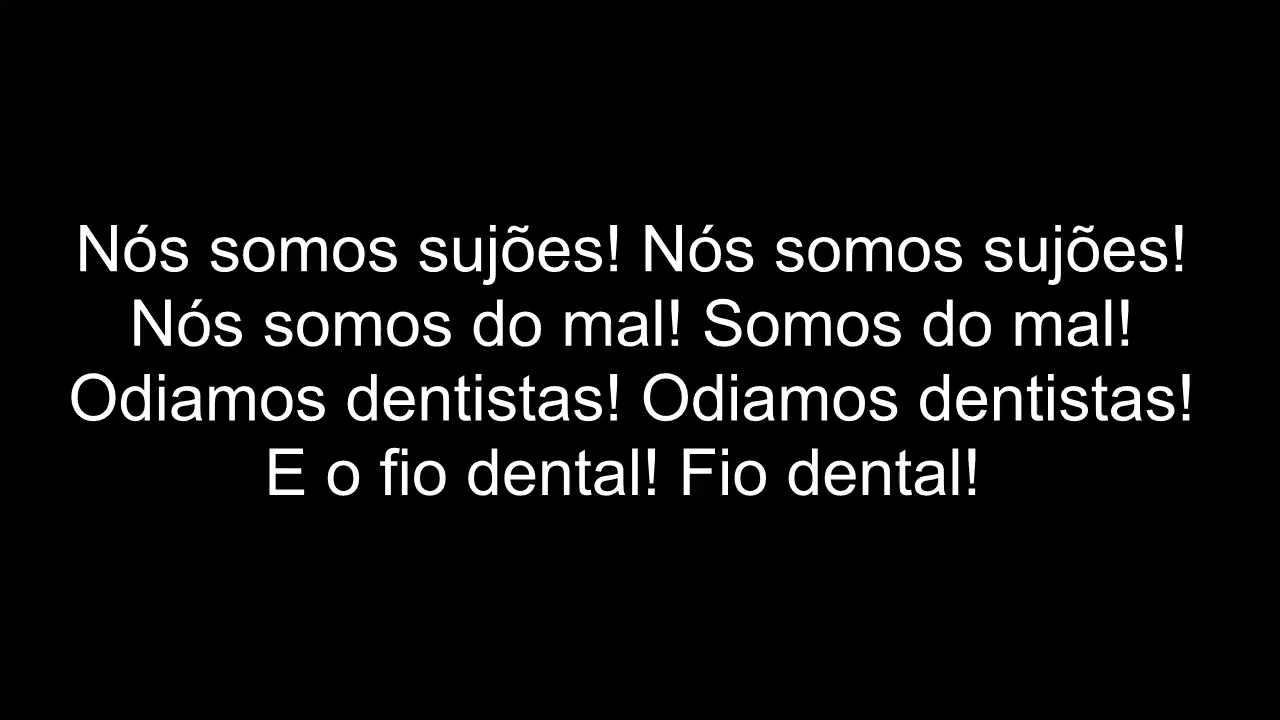 Nós somos sujões! Nós somos sujões!
Nós somos do mal! Somos do mal!
Odiamos dentistas! Odiamos dentistas!
E o fio dental! Fio dental!